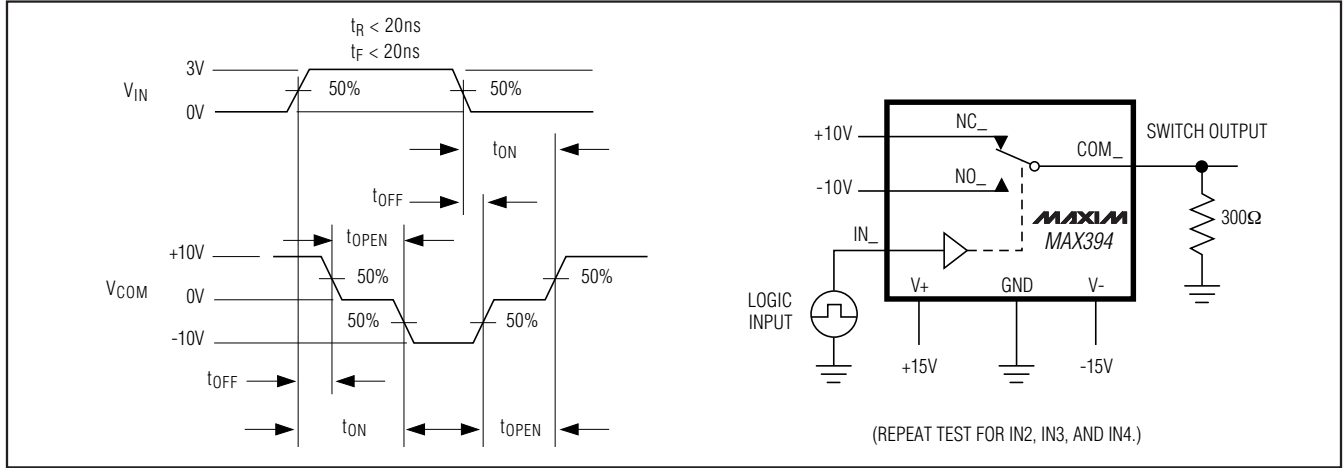 tR < 20ns
tF < 20ns
3V
VIN
50%
50%
0V
tON
tOFF
tOPEN
+10V
50%
50%
VCOM
0V
50%
50%
-10V
tOFF
tON
tOPEN
+10V
NC_
SWITCH OUTPUT
COM_
-10V
NO_
MAXIM
MAX394
300Ω
IN_
V+
GND
V-
LOGIC
INPUT
+15V
-15V
(REPEAT TEST FOR IN2, IN3, AND IN4.)